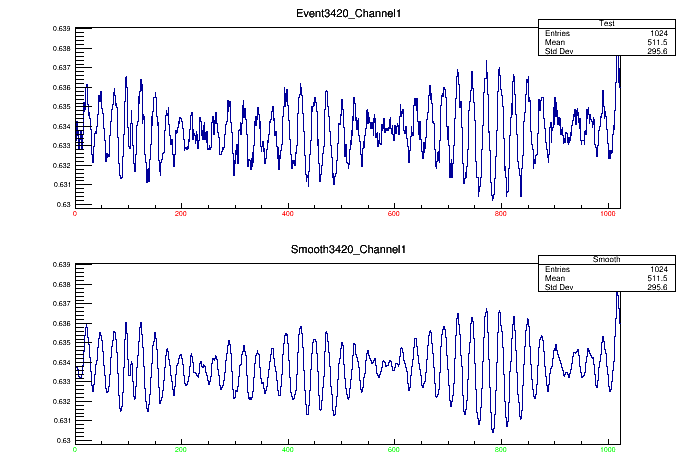 Event3420_Channel1
Test
Entries 1024
Mean 511.5
Std Dev 295.6
0.639
0.638
0.637
0.636
0.635
0.634
0.633
0.632
0.631
0.63
0 200 400 600 800 1000
Smooth3420_Channel1
Smooth
Entries 1024
Mean 511.5
Std Dev 295.6
0.639
0.638
0.637
0.636
0.635
0.634
0.633
0.632
0.631
0.63
0 200 400 600 800 1000